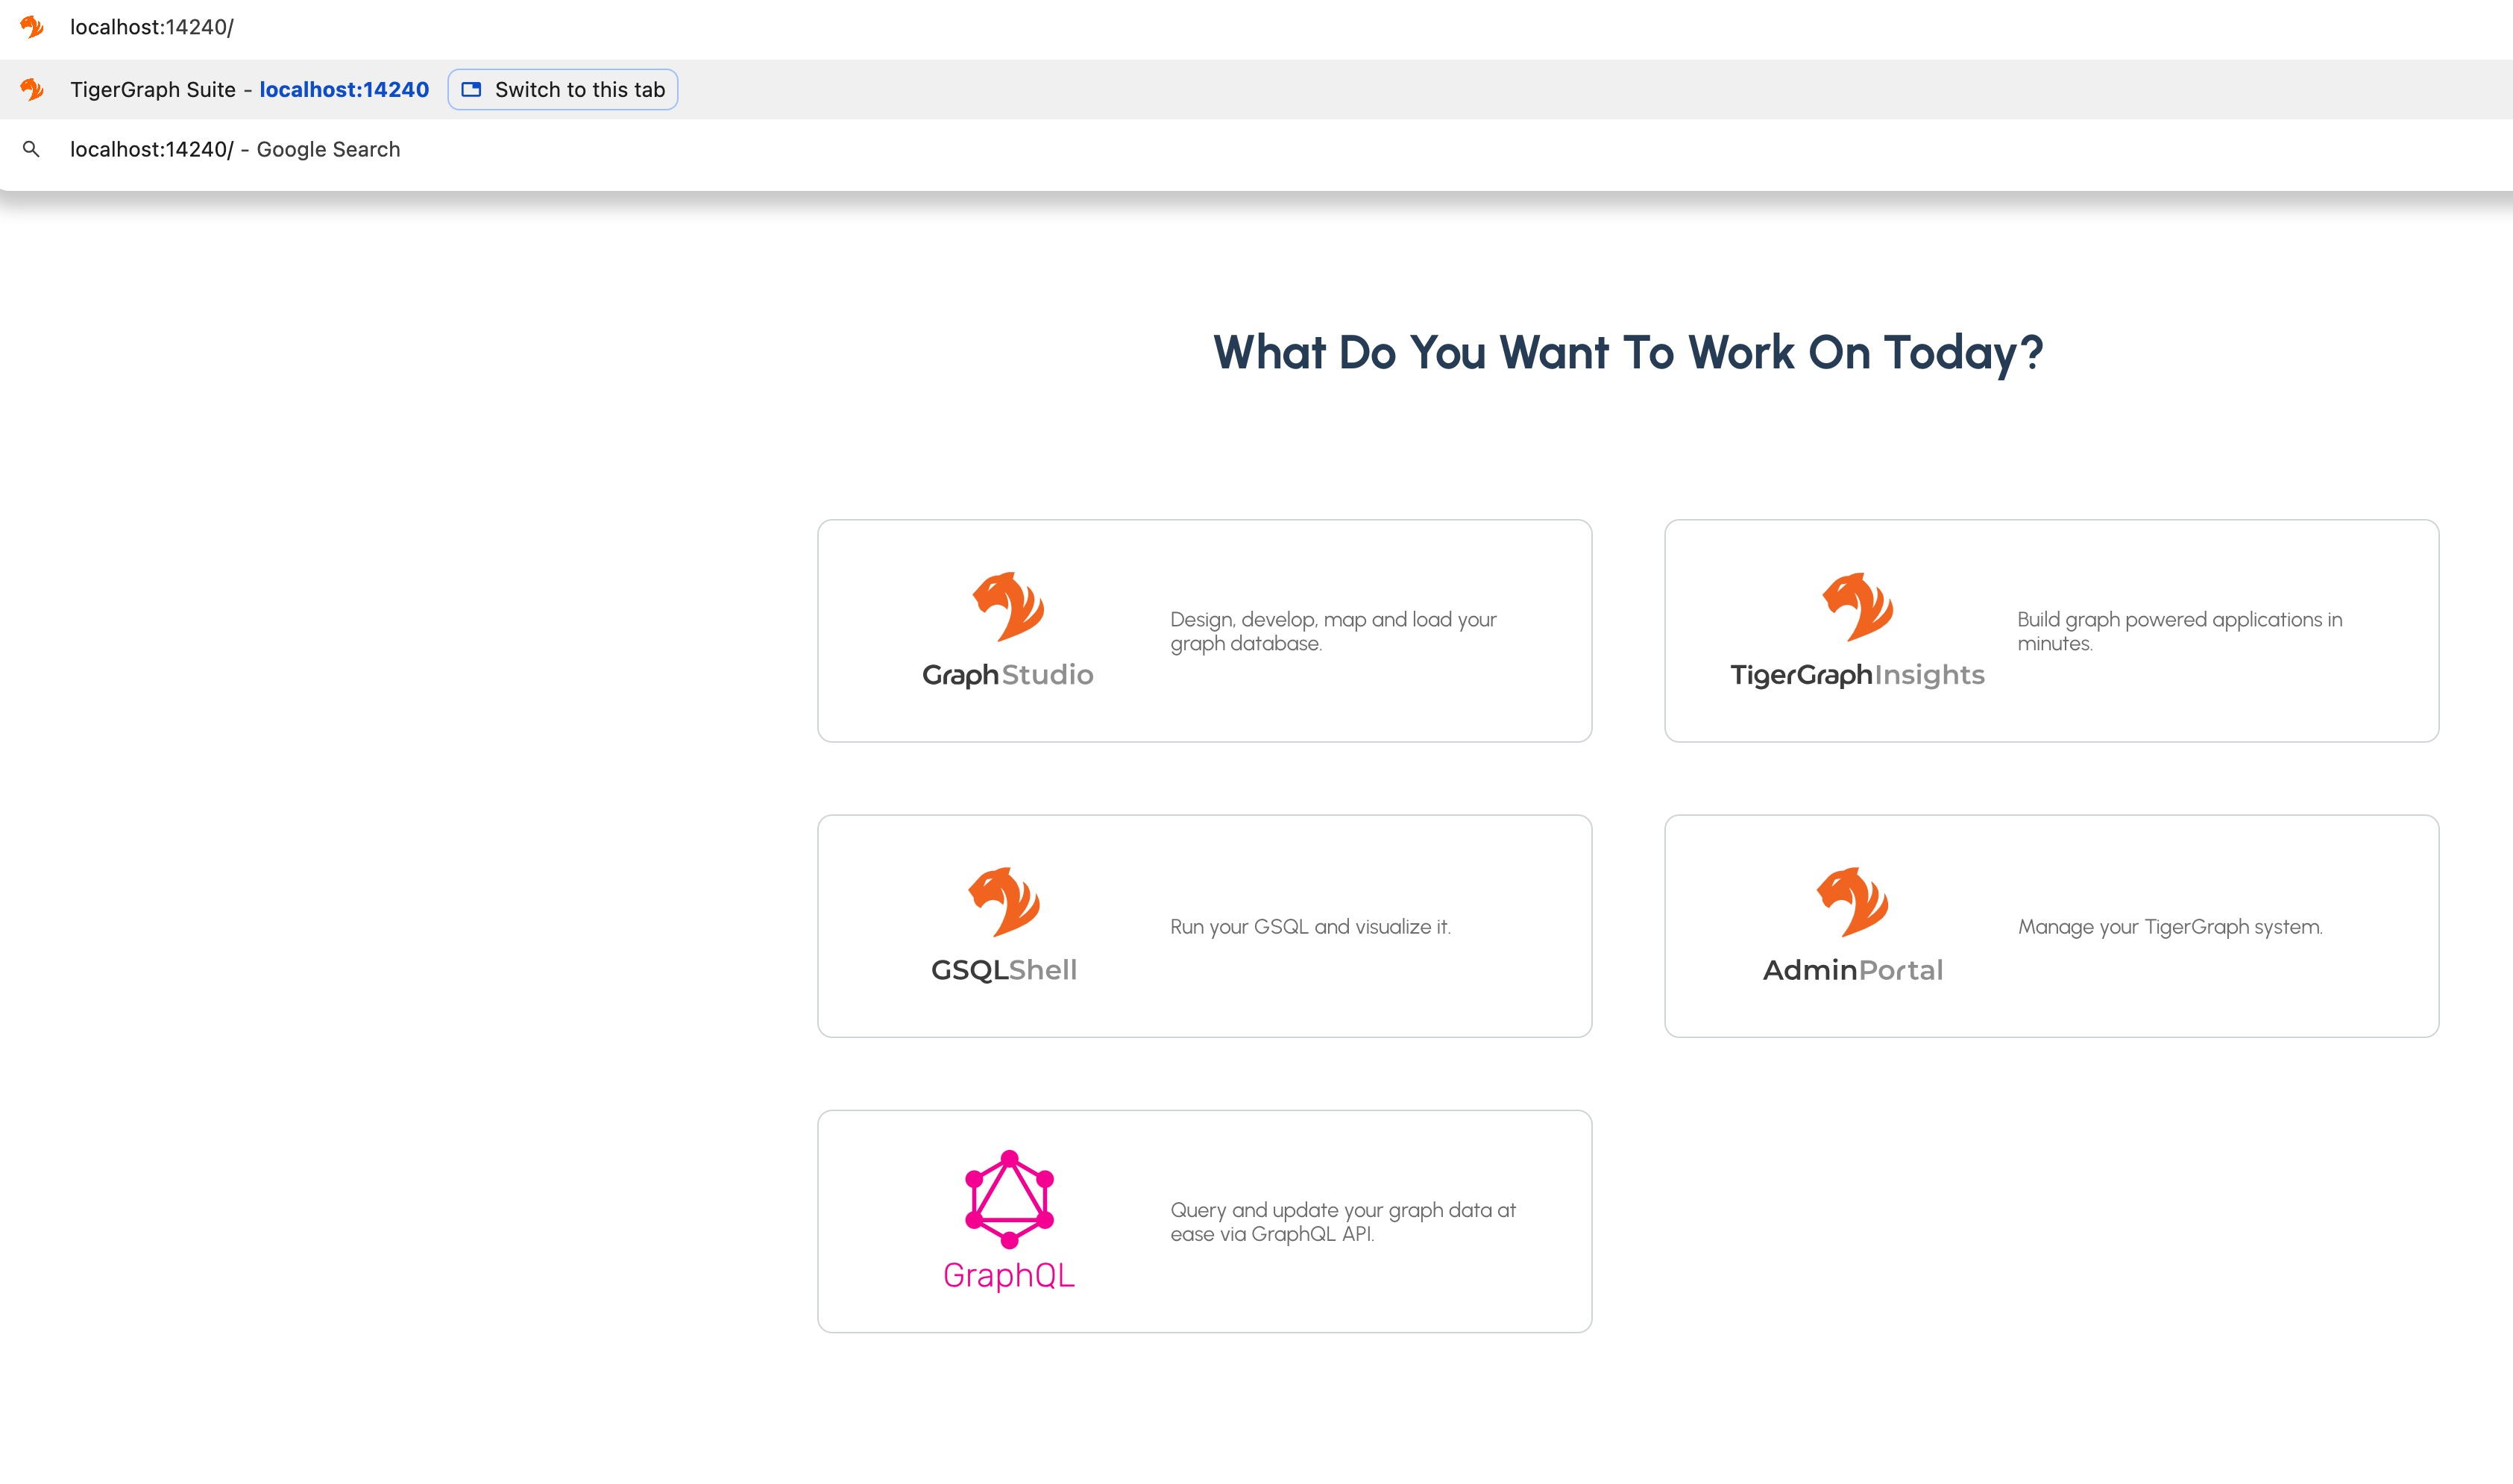 localhost:14240/
TigerGraph Suite - localhost:14240 Switch to this tab
localhost:14240/ - Google Search
What Do You Want To Work On Today?
GraphStudio
Design, develop, map and load your
graph database.
TigerGraphInsights
Build graph powered applications in
minutes.
GSQLShell
Run your GSQL and visualize it.
AdminPortal
Manage your TigerGraph system.
GraphQL
Query and update your graph data at
ease via GraphQL API.